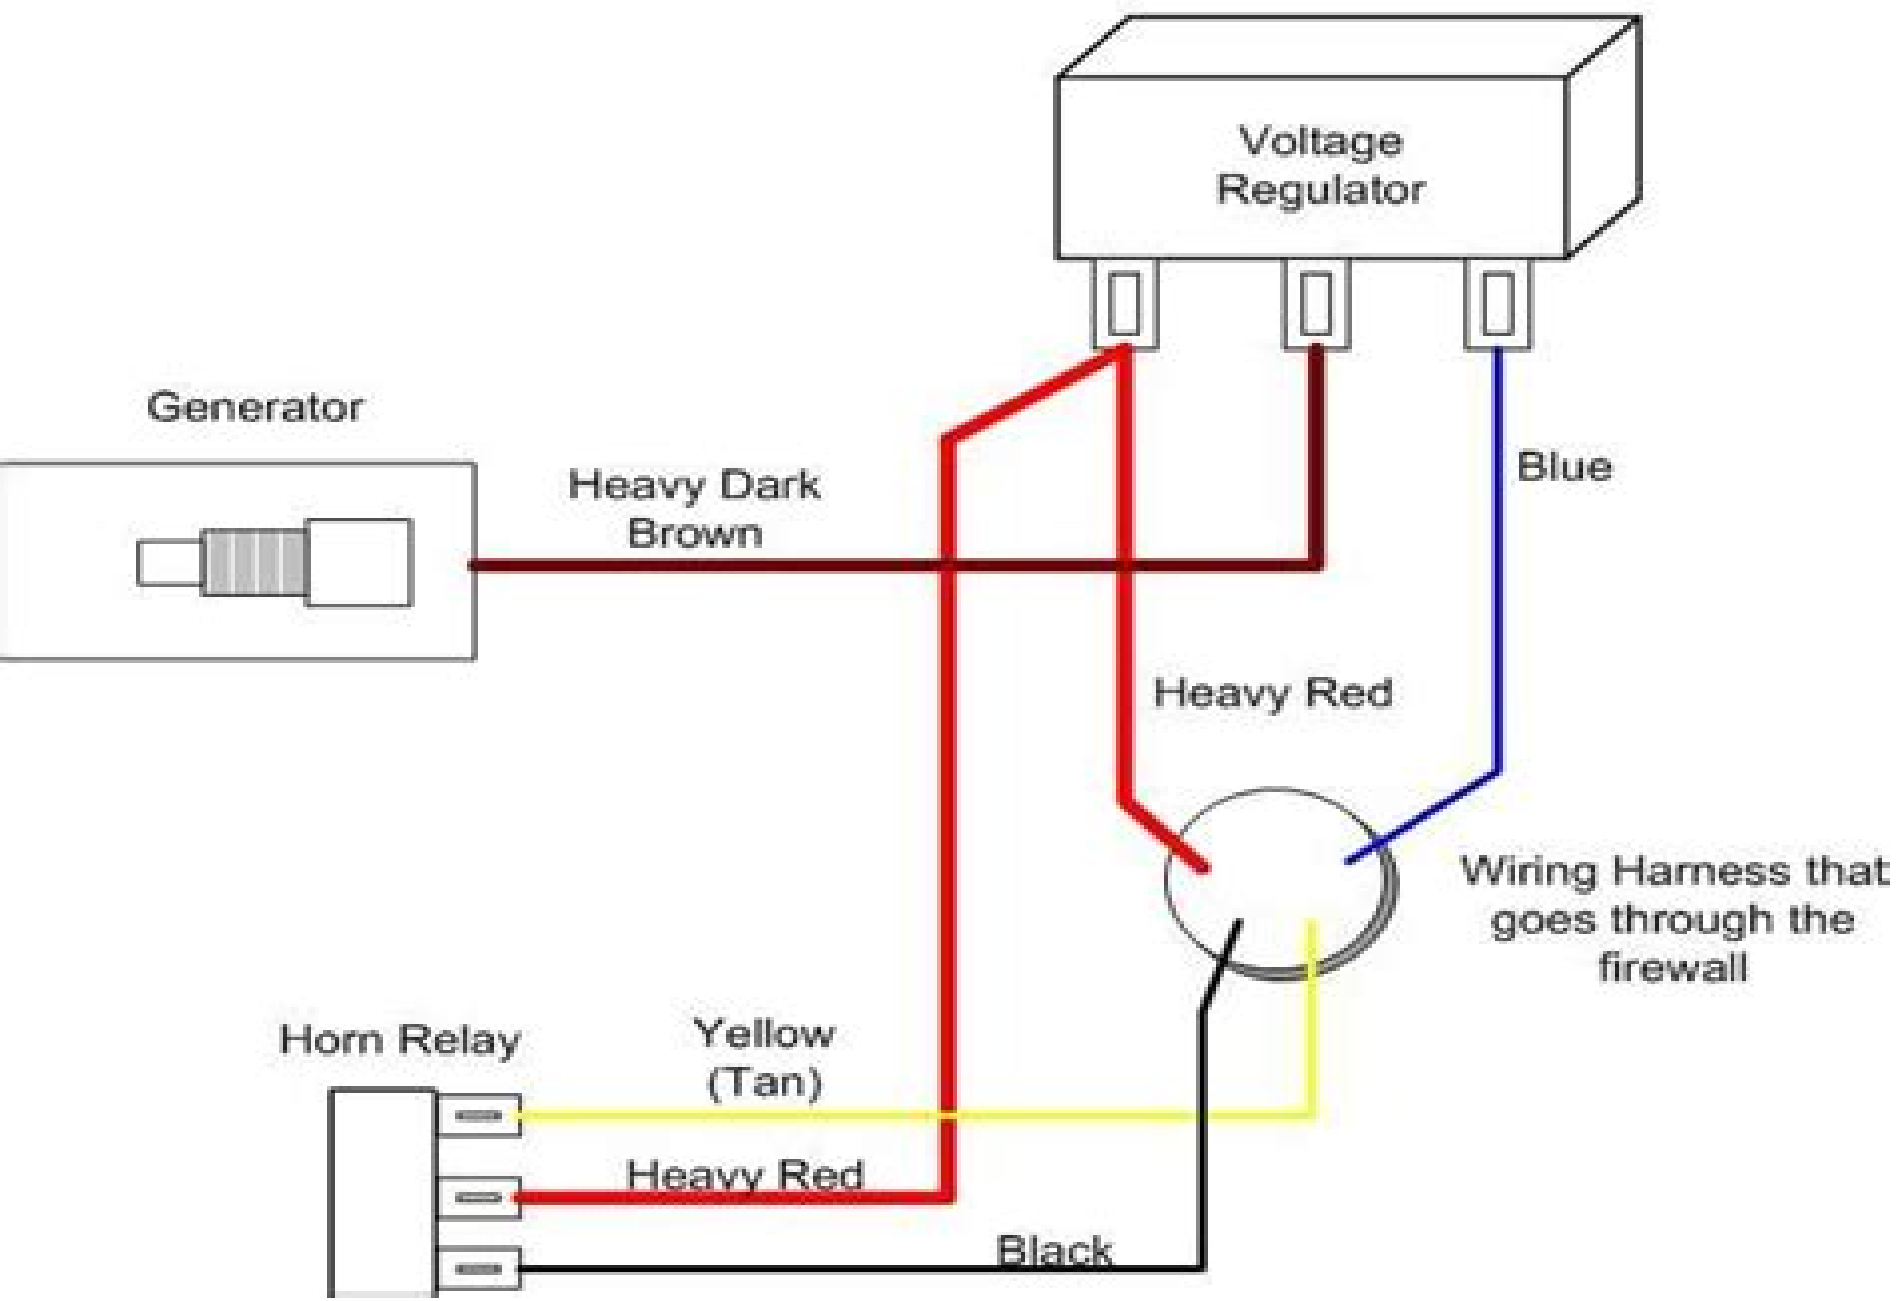 Voltage
Regulator
Generator
Heavy Dark
Brown
Blue
Heavy Red
Wiring Harness that
goes through the
firewall
Horn Relay
Yellow
(Tan)
Heavy Red
Black